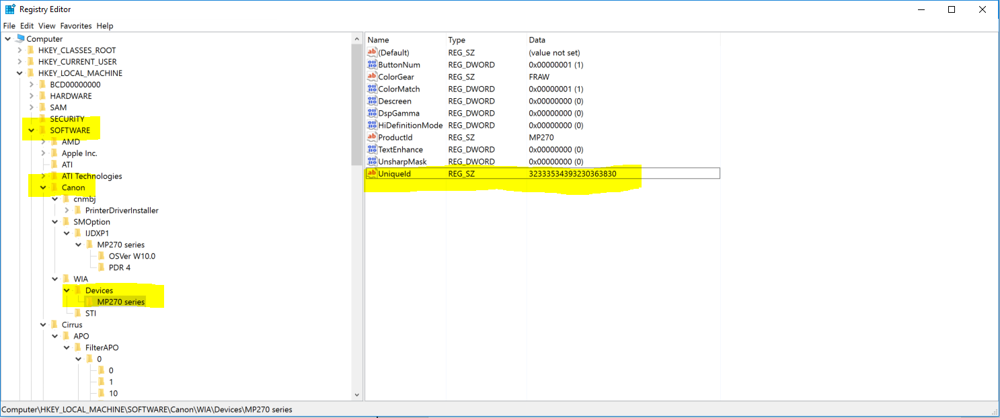 Registry Editor
File Edit View Favorites Help
Computer
HKEY_CLASSES_ROOT
HKEY_CURRENT_USER
HKEY_LOCAL_MACHINE
BCD00000000
HARDWARE
SAM
SECURITY
SOFTWARE
AMD
Apple Inc.
ATI
ATI Technologies
Canon
cnmbj
PrinterDriverInstaller
SMOption
IJDXP1
MP270 series
OSVer W10.0
PDR 4
WIA
Devices
MP270 series
STI
Cirrus
APO
FilterAPO
0
0
1
10
Name Type Data
(Default) REG_SZ (value not set)
ButtonNum REG_DWORD 0x00000001 (1)
ColorGear REG_SZ FRAW
ColorMatch REG_DWORD 0x00000001 (1)
Descreen REG_DWORD 0x00000000 (0)
DspGamma REG_DWORD 0x00000000 (0)
HiDefinitionMode REG_DWORD 0x00000000 (0)
ProductId REG_SZ MP270
TextEnhance REG_DWORD 0x00000000 (0)
UnsharpMask REG_DWORD 0x00000000 (0)
UniqueId REG_SZ 32333534393230363830
Computer\HKEY_LOCAL_MACHINE\SOFTWARE\Canon\WIA\Devices\MP270 series